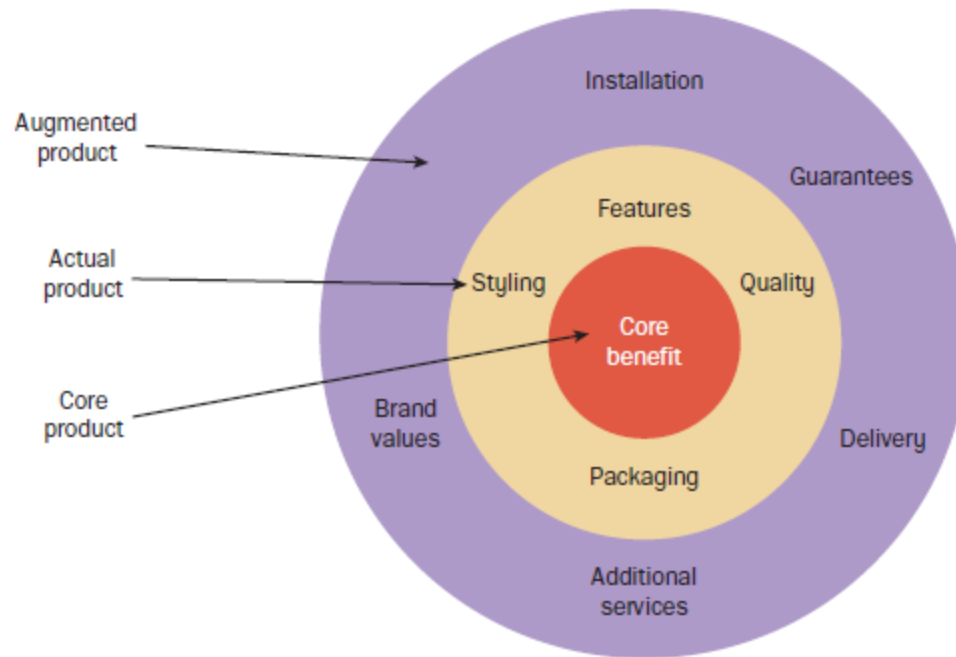 Installation
Augmented
product
Guarantees
Features
Actual
product
Styling
Quality
Core
benefit
Core
product
Brand
values
Delivery
Packaging
Additional
services